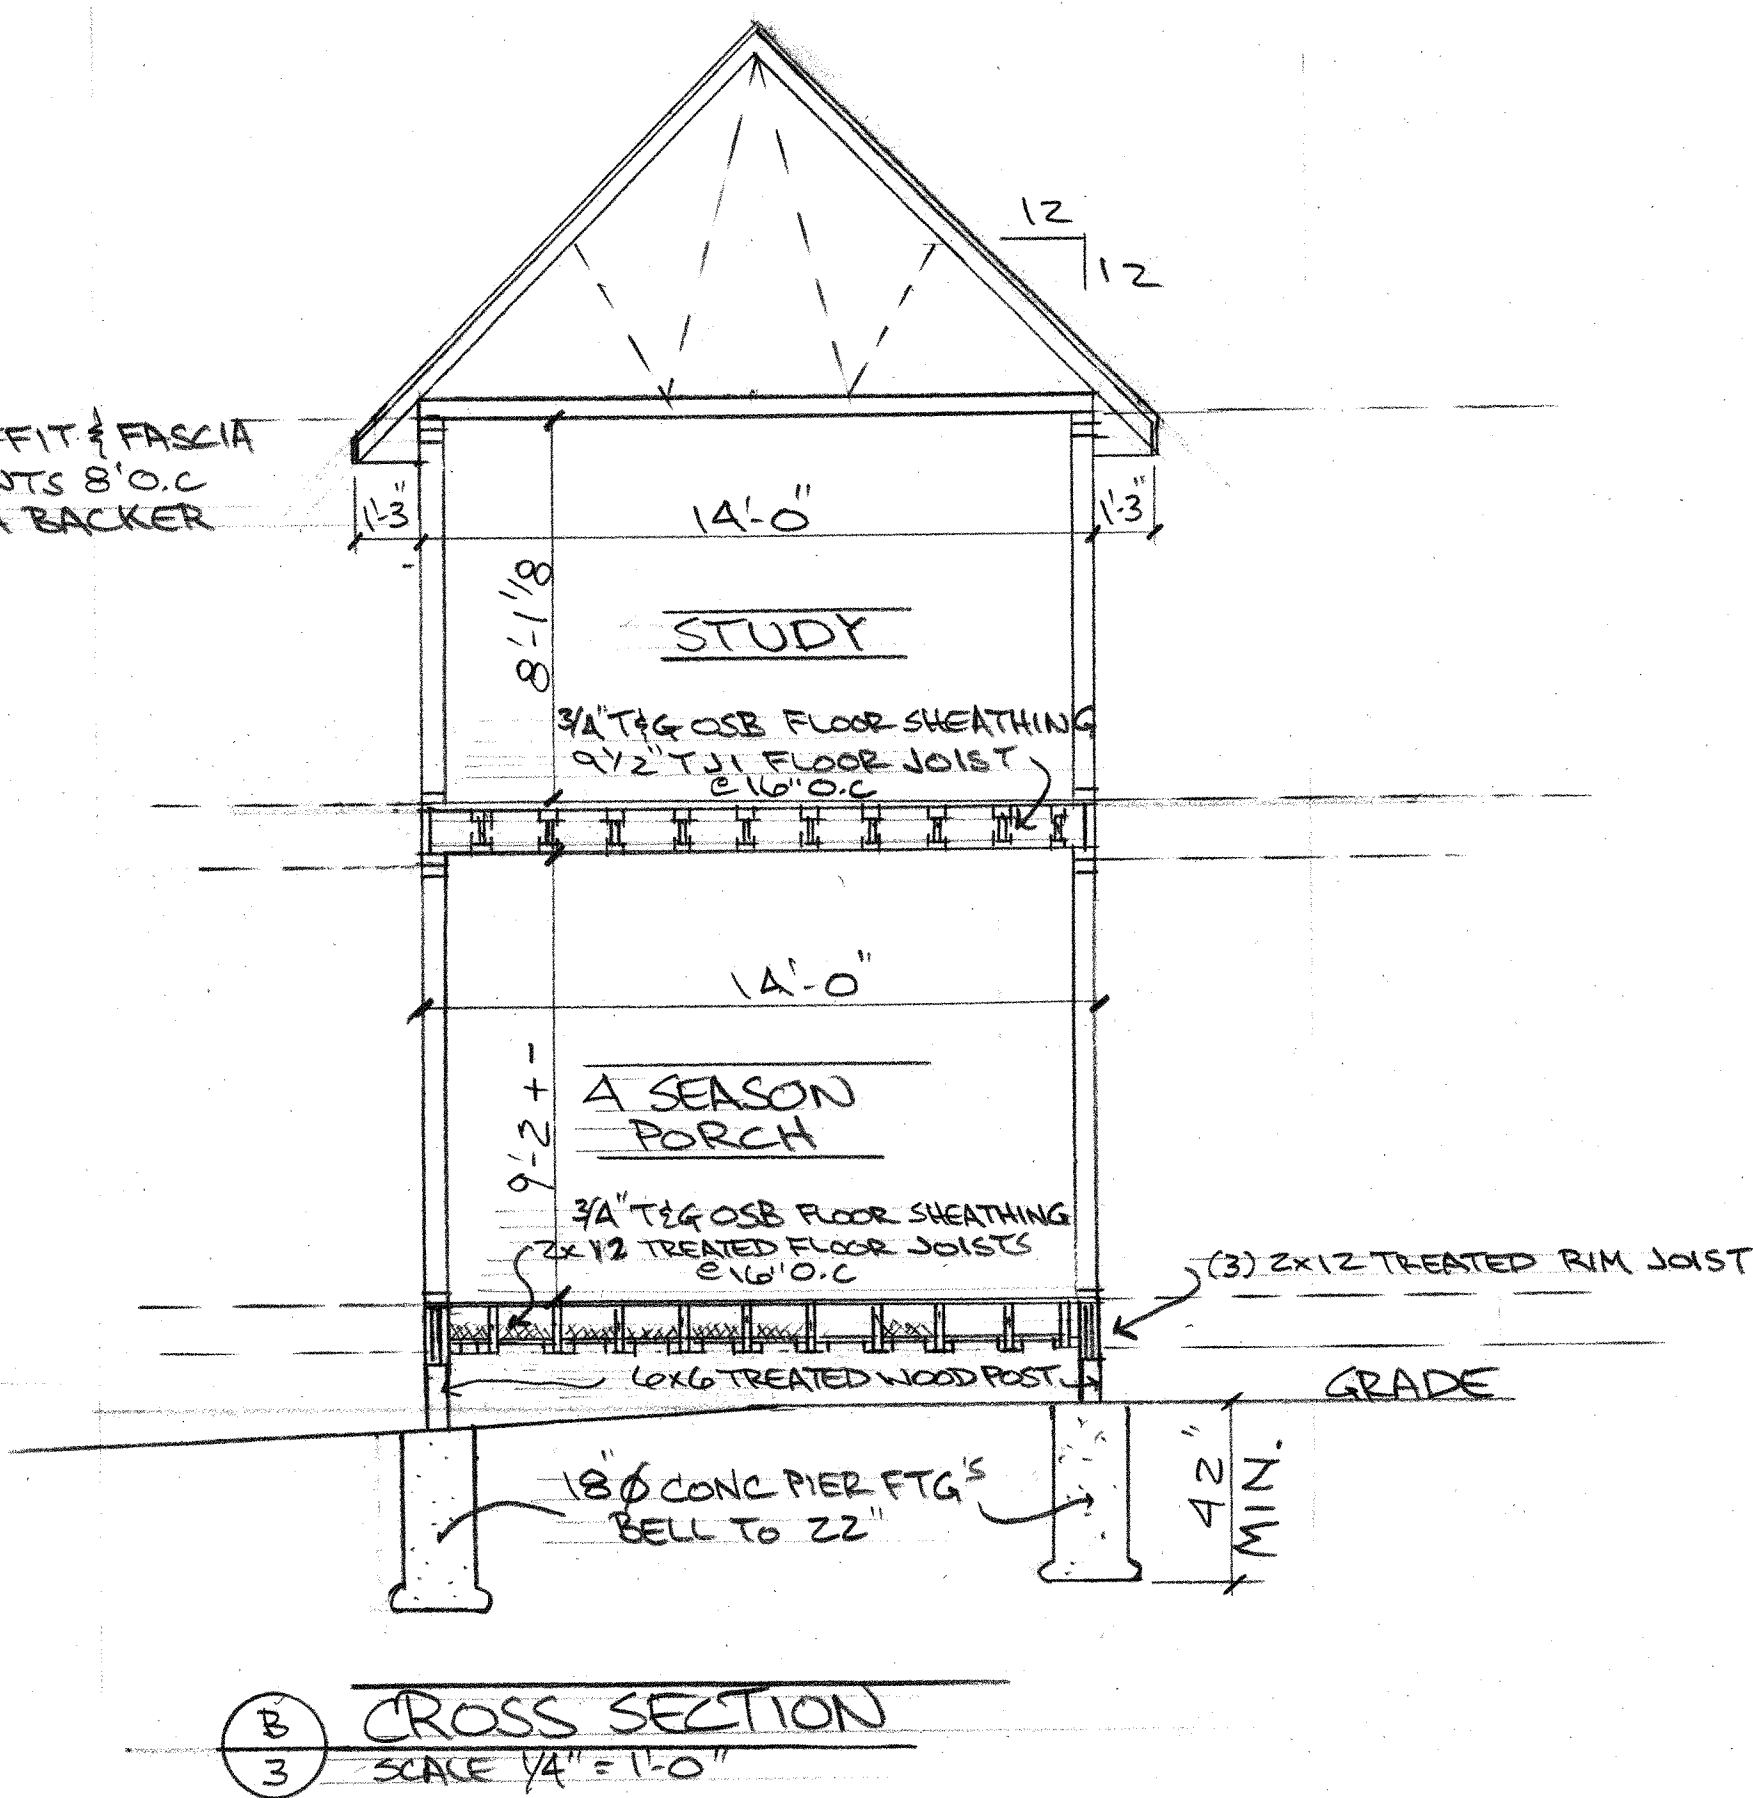 12
12
FFIT & FASCIA
NTS 8' O.C
A BACKER
1'-3"
14'-0"
1'-3"
8'-1 1/8
STUDY
3/4" T&G OSB FLOOR SHEATHING
9 1/2" TJI FLOOR JOIST
@ 16" O.C
14'-0"
9'-2 + -
4 SEASON
PORCH
3/4" T&G OSB FLOOR SHEATHING
2x12 TREATED FLOOR JOISTS
@ 16" O.C
(3) 2x12 TREATED RIM JOIST
6x6 TREATED WOOD POST
GRADE
18" Ø CONC PIER FTG'S
BELL TO 22"
42"
MIN.
B
3
CROSS SECTION
SCALE 1/4" = 1'-0"